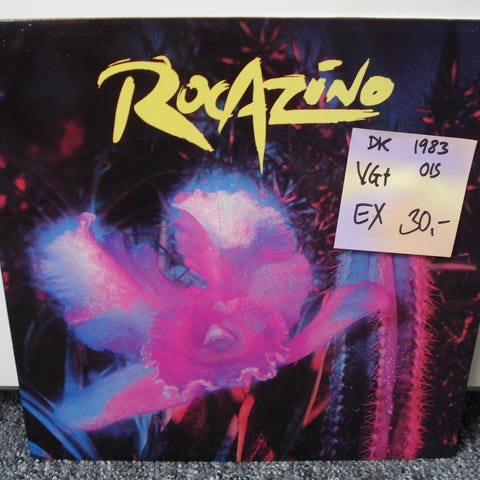 RocAzino
DK 1983
VG+ OIS
EX 30,-